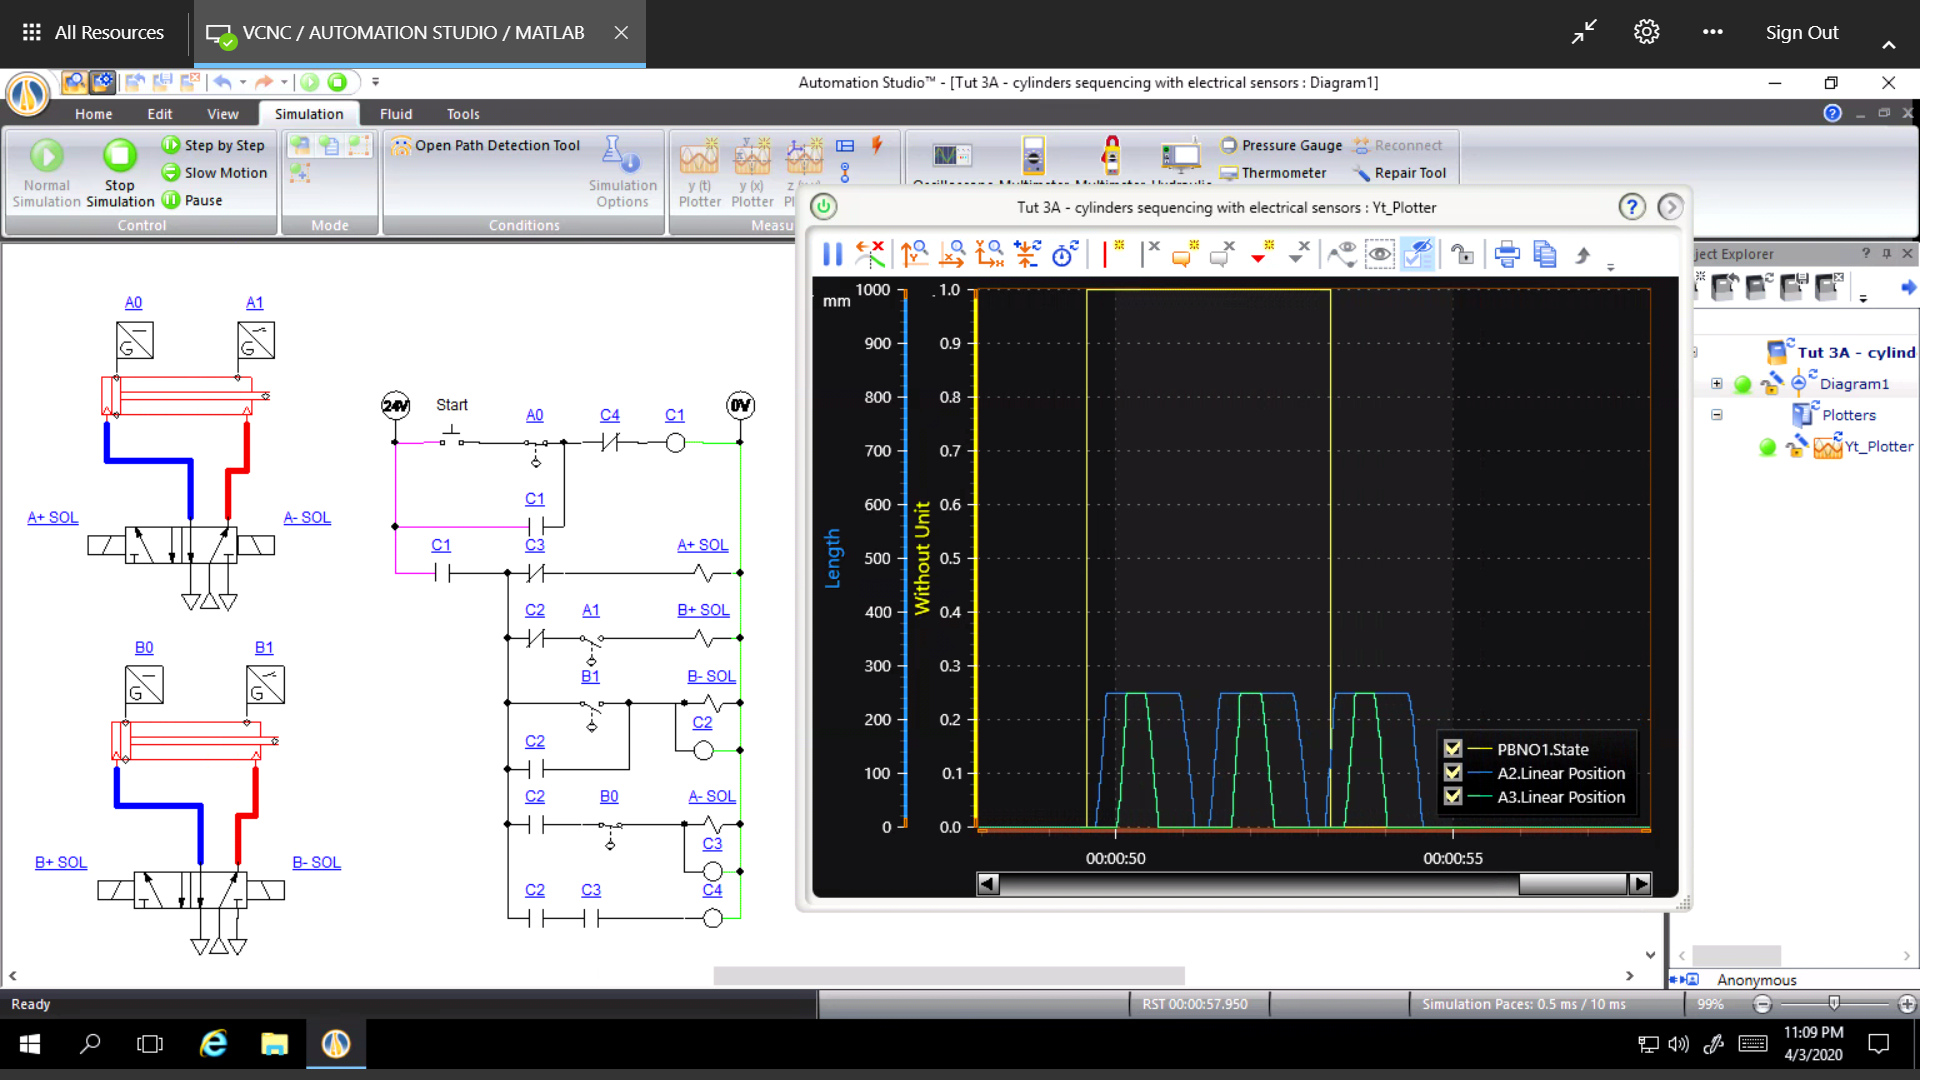 All Resources
VCNC / AUTOMATION STUDIO / MATLAB
Sign Out
Automation Studio™ - [Tut 3A - cylinders sequencing with electrical sensors : Diagram1]
Home Edit View Simulation Fluid Tools
Normal Simulation
Stop Simulation
Step by Step
Slow Motion
Pause
Control
Mode
Open Path Detection Tool
Simulation Options
Conditions
y (t) Plotter
y (x) Plotter
Measu
Pressure Gauge
Thermometer
Reconnect
Repair Tool
Tut 3A - cylinders sequencing with electrical sensors : Yt_Plotter
mm
1000
900
800
700
600
500
400
300
200
100
0
Length
Without Unit
1.0
0.9
0.8
0.7
0.6
0.5
0.4
0.3
0.2
0.1
0.0
00:00:50
00:00:55
PBNO1.State
A2.Linear Position
A3.Linear Position
ject Explorer
Tut 3A - cylind
Diagram1
Plotters
Yt_Plotter
Anonymous
A0
A1
G
G
A+ SOL
A- SOL
B0
B1
G
G
B+ SOL
B- SOL
24V
Start
0V
A0
C4
C1
C1
C1
C3
A+ SOL
C2
A1
B+ SOL
B1
B- SOL
C2
C2
C2
B0
A- SOL
C3
C2
C3
C4
Ready
RST 00:00:57.950
Simulation Paces: 0.5 ms / 10 ms
99%
11:09 PM
4/3/2020